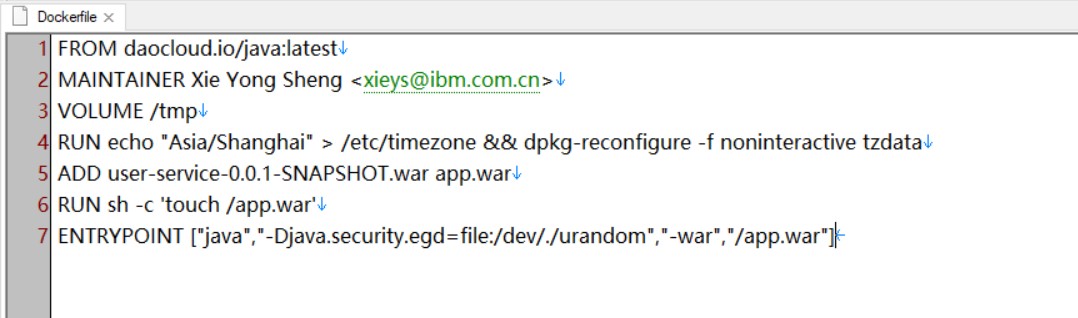 Dockerfile
1 FROM daocloud.io/java:latest↓
2 MAINTAINER Xie Yong Sheng <xieys@ibm.com.cn>↓
3 VOLUME /tmp↓
4 RUN echo "Asia/Shanghai" > /etc/timezone && dpkg-reconfigure -f noninteractive tzdata↓
5 ADD user-service-0.0.1-SNAPSHOT.war app.war↓
6 RUN sh -c 'touch /app.war'↓
7 ENTRYPOINT ["java","-Djava.security.egd=file:/dev/./urandom","-war","/app.war"]←